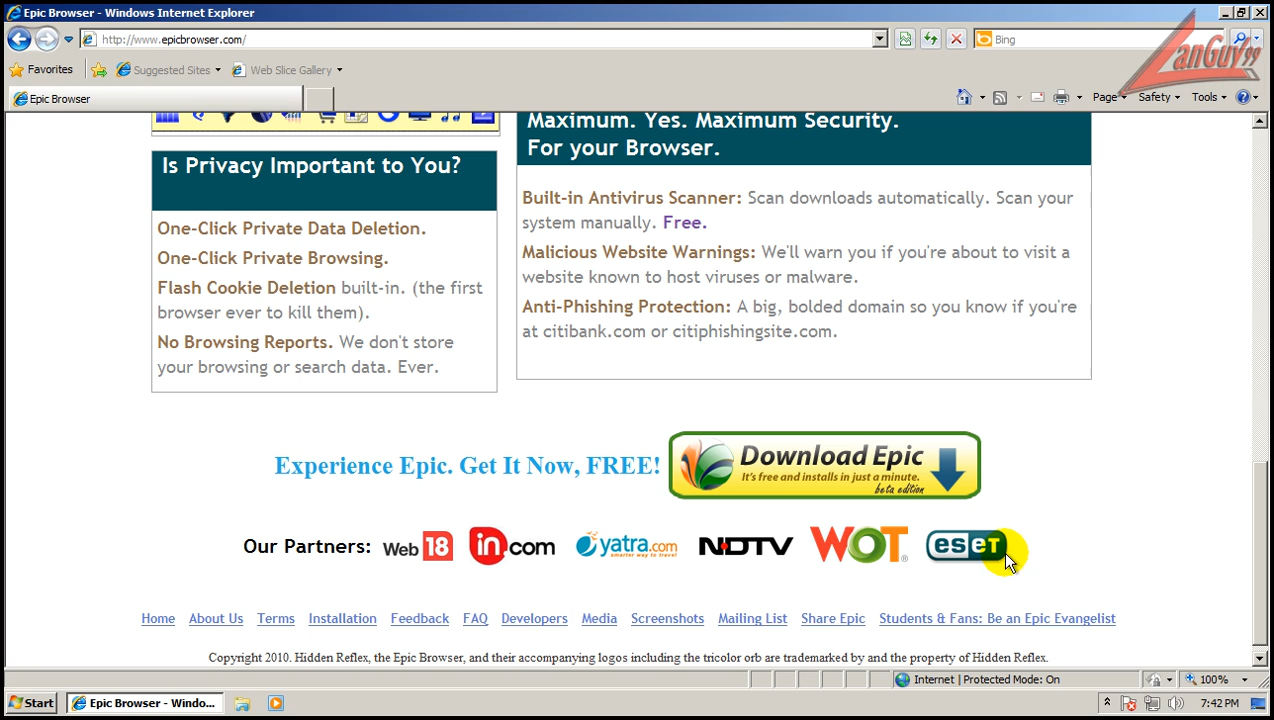 Epic Browser - Windows Internet Explorer
http://www.epicbrowser.com/
Bing
LanGuy99
Favorites
Suggested Sites
Web Slice Gallery
Epic Browser
Page
Safety
Tools
Maximum. Yes. Maximum Security.
For your Browser.
Is Privacy Important to You?
One-Click Private Data Deletion.
One-Click Private Browsing.
Flash Cookie Deletion built-in. (the first
browser ever to kill them).
No Browsing Reports. We don't store
your browsing or search data. Ever.
Built-in Antivirus Scanner: Scan downloads automatically. Scan your
system manually. Free.
Malicious Website Warnings: We'll warn you if you're about to visit a
website known to host viruses or malware.
Anti-Phishing Protection: A big, bolded domain so you know if you're
at citibank.com or citiphishingsite.com.
Experience Epic. Get It Now, FREE!
Download Epic
It's free and installs in just a minute.
beta edition
Our Partners: Web 18 in.com yatra.com NDTV WOT® eseT
smarter way to travel
Home About Us Terms Installation Feedback FAQ Developers Media Screenshots Mailing List Share Epic Students & Fans: Be an Epic Evangelist
Copyright 2010. Hidden Reflex, the Epic Browser, and their accompanying logos including the tricolor orb are trademarked by and the property of Hidden Reflex.
Internet | Protected Mode: On
100%
Start
Epic Browser - Windo...
7:42 PM